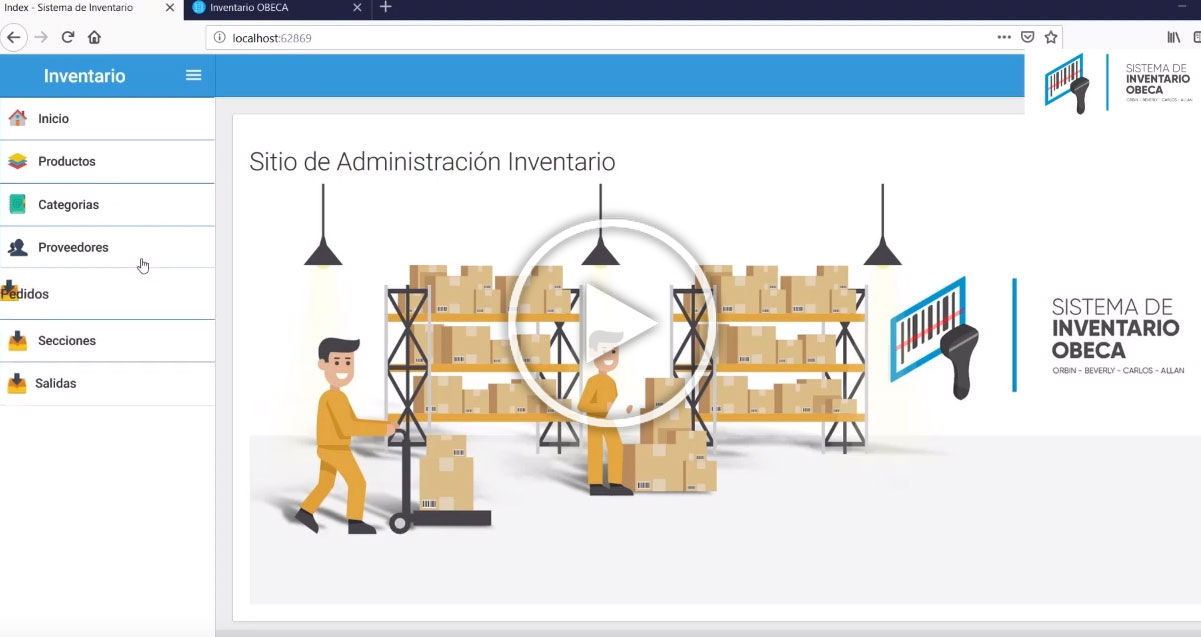 Index - Sistema de Inventario
Inventario OBECA
localhost:62869
Inventario
SISTEMA DE
INVENTARIO
OBECA
ORBIN - BEVERLY - CARLOS - ALLAN
Inicio
Productos
Categorias
Proveedores
Pedidos
Secciones
Salidas
Sitio de Administración Inventario
SISTEMA DE
INVENTARIO
OBECA
ORBIN - BEVERLY - CARLOS - ALLAN